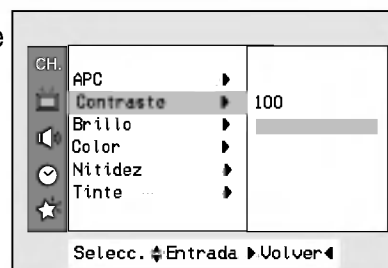 e
CH.
APC
Contraste 100
Brillo
Color
Nitidez
Tinte
Selecc. Entrada Volver